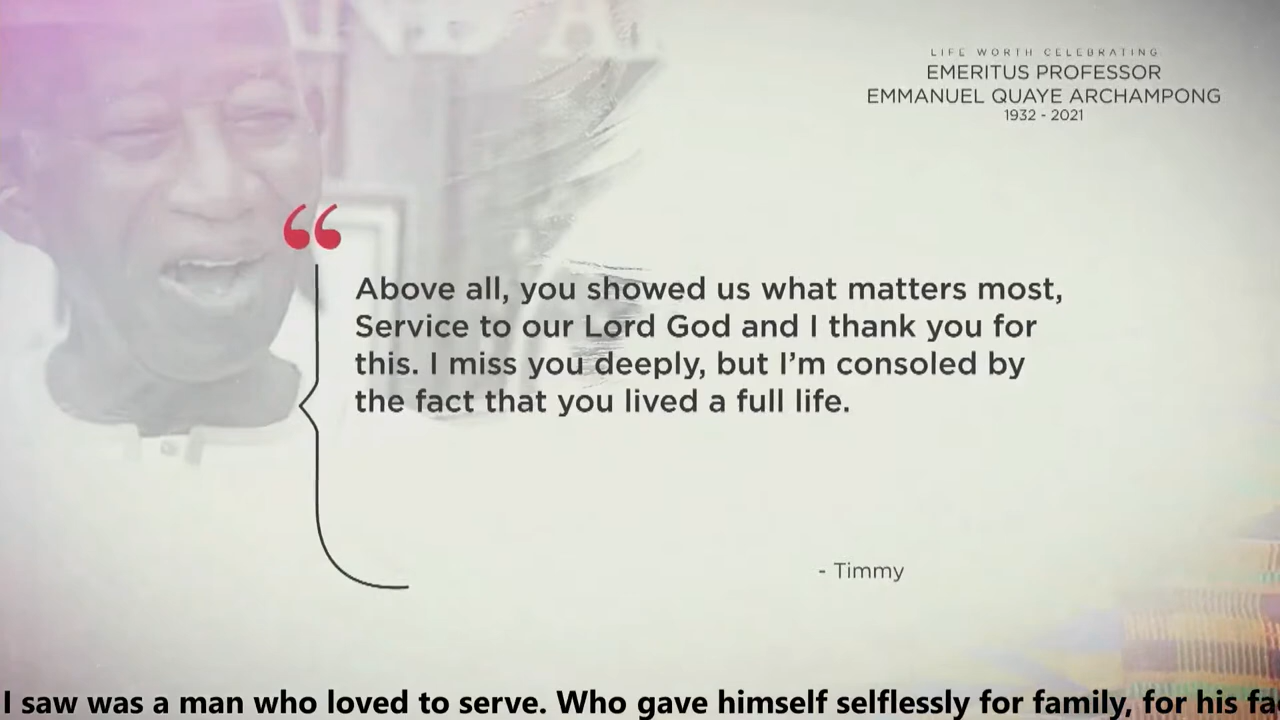 LIFE WORTH CELEBRATING
EMERITUS PROFESSOR
EMMANUEL QUAYE ARCHAMPONG
1932 - 2021
“
Above all, you showed us what matters most,
Service to our Lord God and I thank you for
this. I miss you deeply, but I’m consoled by
the fact that you lived a full life.
- Timmy
I saw was a man who loved to serve. Who gave himself selflessly for family, for his